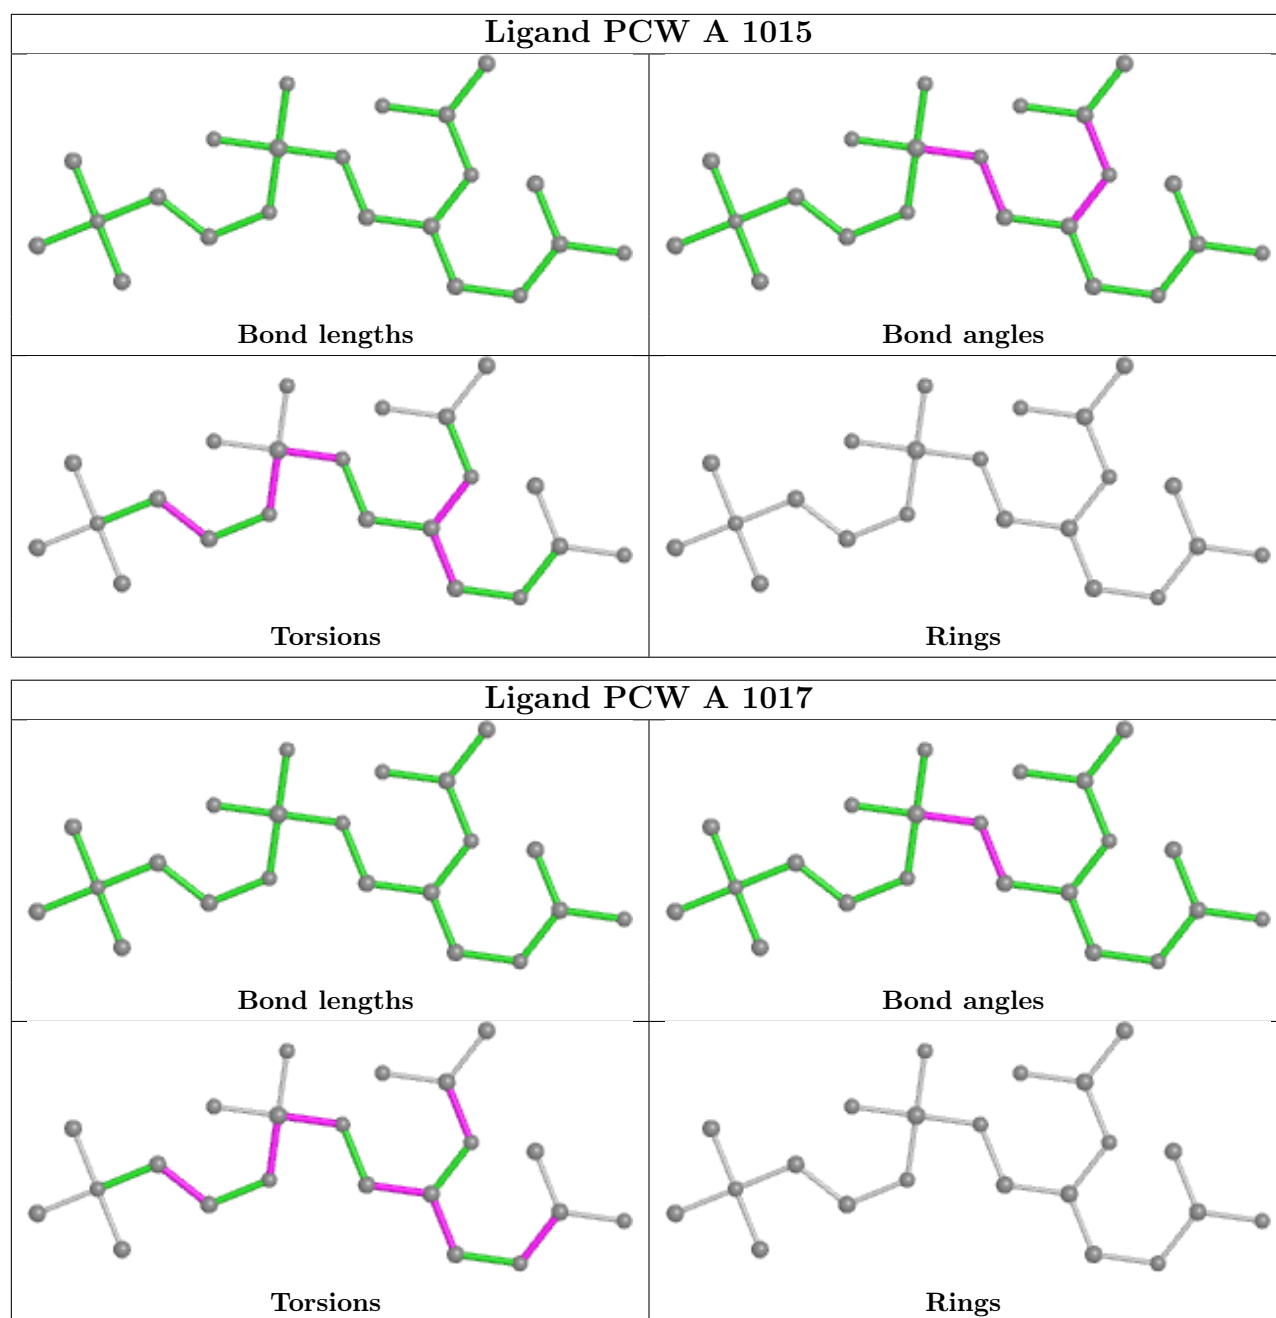 Ligand PCW A 1015
Bond lengths
Bond angles
Torsions
Rings
Ligand PCW A 1017
Bond lengths
Bond angles
Torsions
Rings